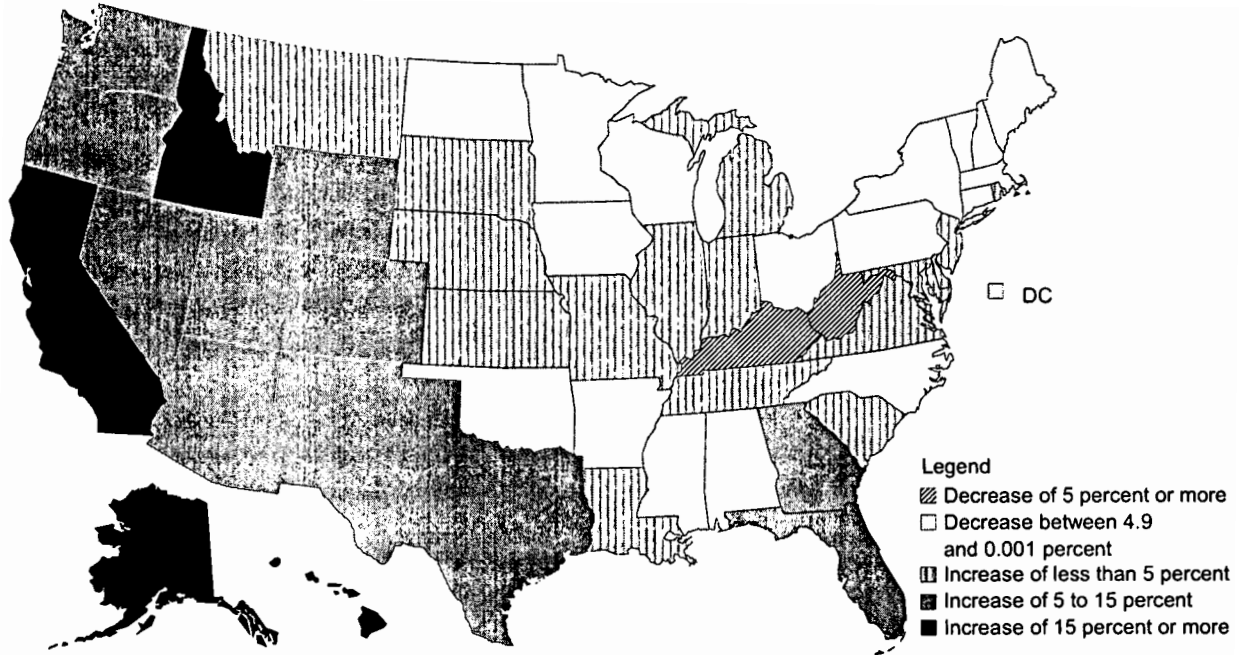 DC
Legend
Decrease of 5 percent or more
Decrease between 4.9
and 0.001 percent
Increase of less than 5 percent
Increase of 5 to 15 percent
Increase of 15 percent or more